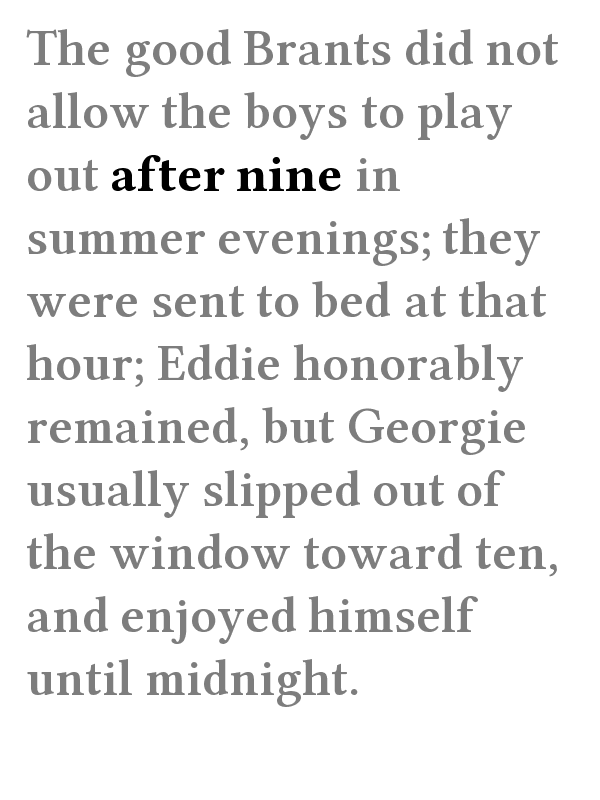 The good Brants did not
allow the boys to play
out after nine in
summer evenings; they
were sent to bed at that
hour; Eddie honorably
remained, but Georgie
usually slipped out of
the window toward ten,
and enjoyed himself
until midnight.